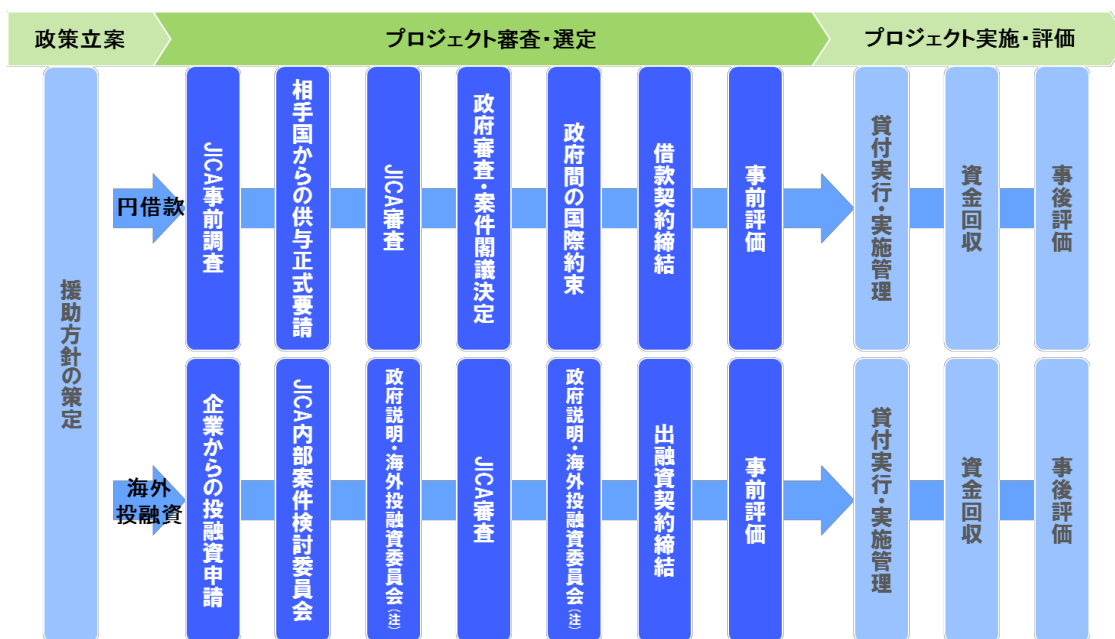 政策立案
プロジェクト審査・選定
プロジェクト実施・評価
援助方針の策定
円借款
JICA事前調査
相手国からの供与正式要請
JICA審査
政府審査・案件閣議決定
政府間の国際約束
借款契約締結
事前評価
貸付実行・実施管理
資金回収
事後評価
海外
投融資
企業からの投融資申請
JICA内部案件検討委員会
政府説明・海外投融資委員会(注)
JICA審査
政府説明・海外投融資委員会(注)
出融資契約締結
事前評価
貸付実行・実施管理
資金回収
事後評価